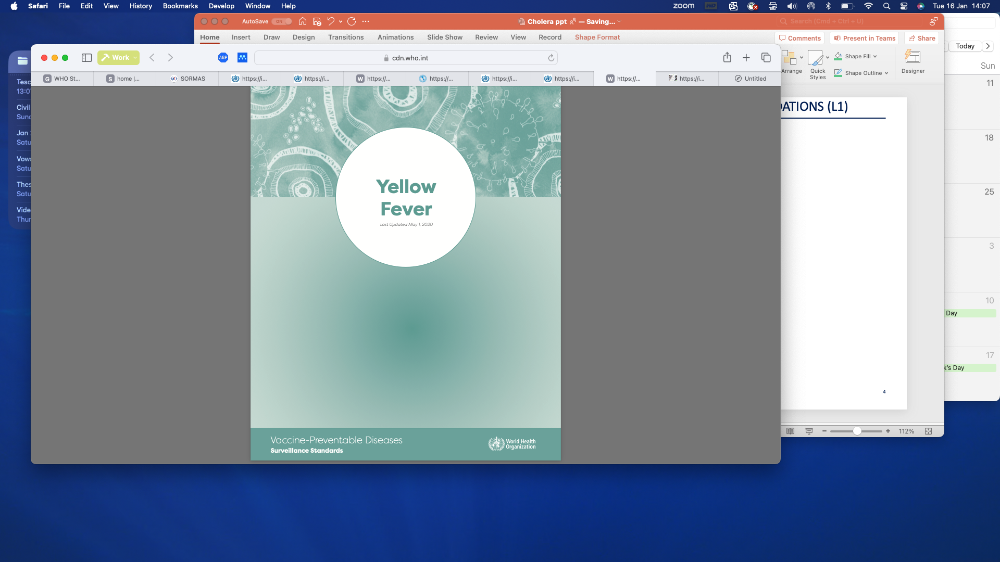 Safari File Edit View History Bookmarks Develop Window Help
zoom Tue 16 Jan 14:07
AutoSave ON
Cholera ppt — Saving...
Search (Cmd + Ctrl + U)
Home Insert Draw Design Transitions Animations Slide Show Review View Record Shape Format
Comments Present in Teams Share
Arrange
Quick
Styles
Shape Fill
Shape Outline
Designer
Today
Sun
11
18
25
3
10
Day
17
k's Day
Work
ABP
cdn.who.int
G WHO St...
S home |...
SORMAS
https://i...
https://i...
W https://...
https://...
https://i...
https://i...
W https://...
https://i...
Untitled
Tesc
13:0
Civil
Sund
Jan
Satu
Vows
Satu
Thes
Satu
Vide
Thur
Yellow
Fever
Last Updated May 1, 2020
Vaccine-Preventable Diseases
Surveillance Standards
World Health
Organization
DATIONS (L1)
4
112%